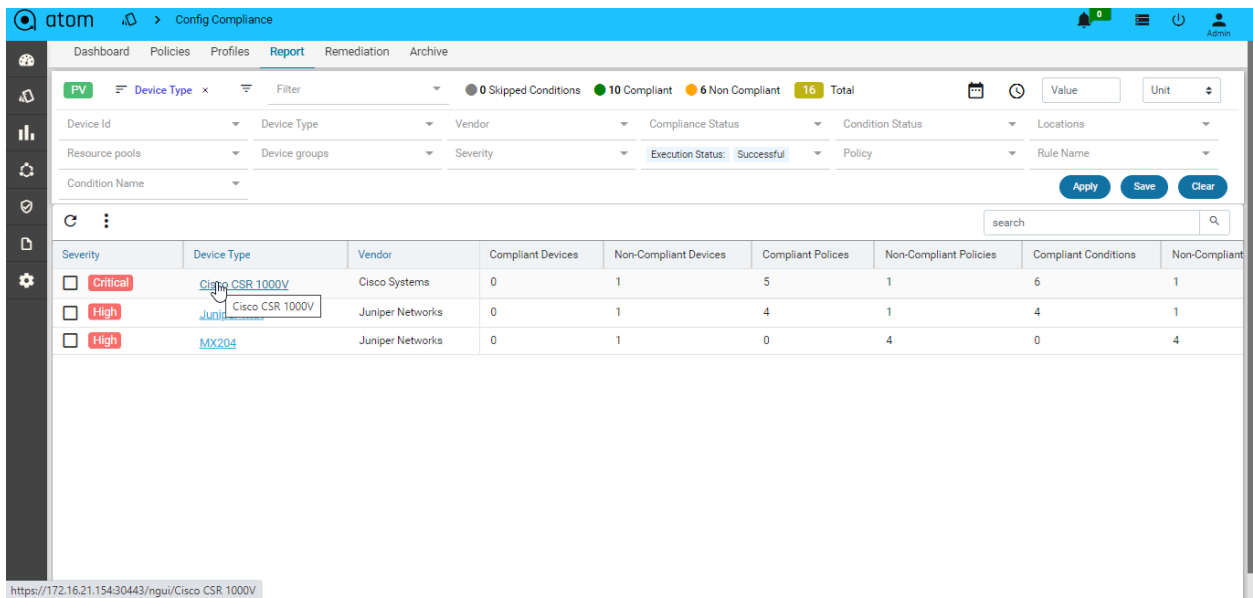 atom > Config Compliance 0 Admin
Dashboard Policies Profiles Report Remediation Archive
PV Device Type × Filter 0 Skipped Conditions 10 Compliant 6 Non Compliant 16 Total Value Unit
Device Id Device Type Vendor Compliance Status Condition Status Locations
Resource pools Device groups Severity Execution Status: Successful Policy Rule Name
Condition Name Apply Save Clear
search
Severity Device Type Vendor Compliant Devices Non-Compliant Devices Compliant Polices Non-Compliant Policies Compliant Conditions Non-Compliant
Critical Cisco CSR 1000V Cisco Systems 0 1 5 1 6 1
Cisco CSR 1000V
High Juniper Networks 0 1 4 1 4 1
High MX204 Juniper Networks 0 1 0 4 0 4
https://172.16.21.154:30443/ngui/Cisco CSR 1000V